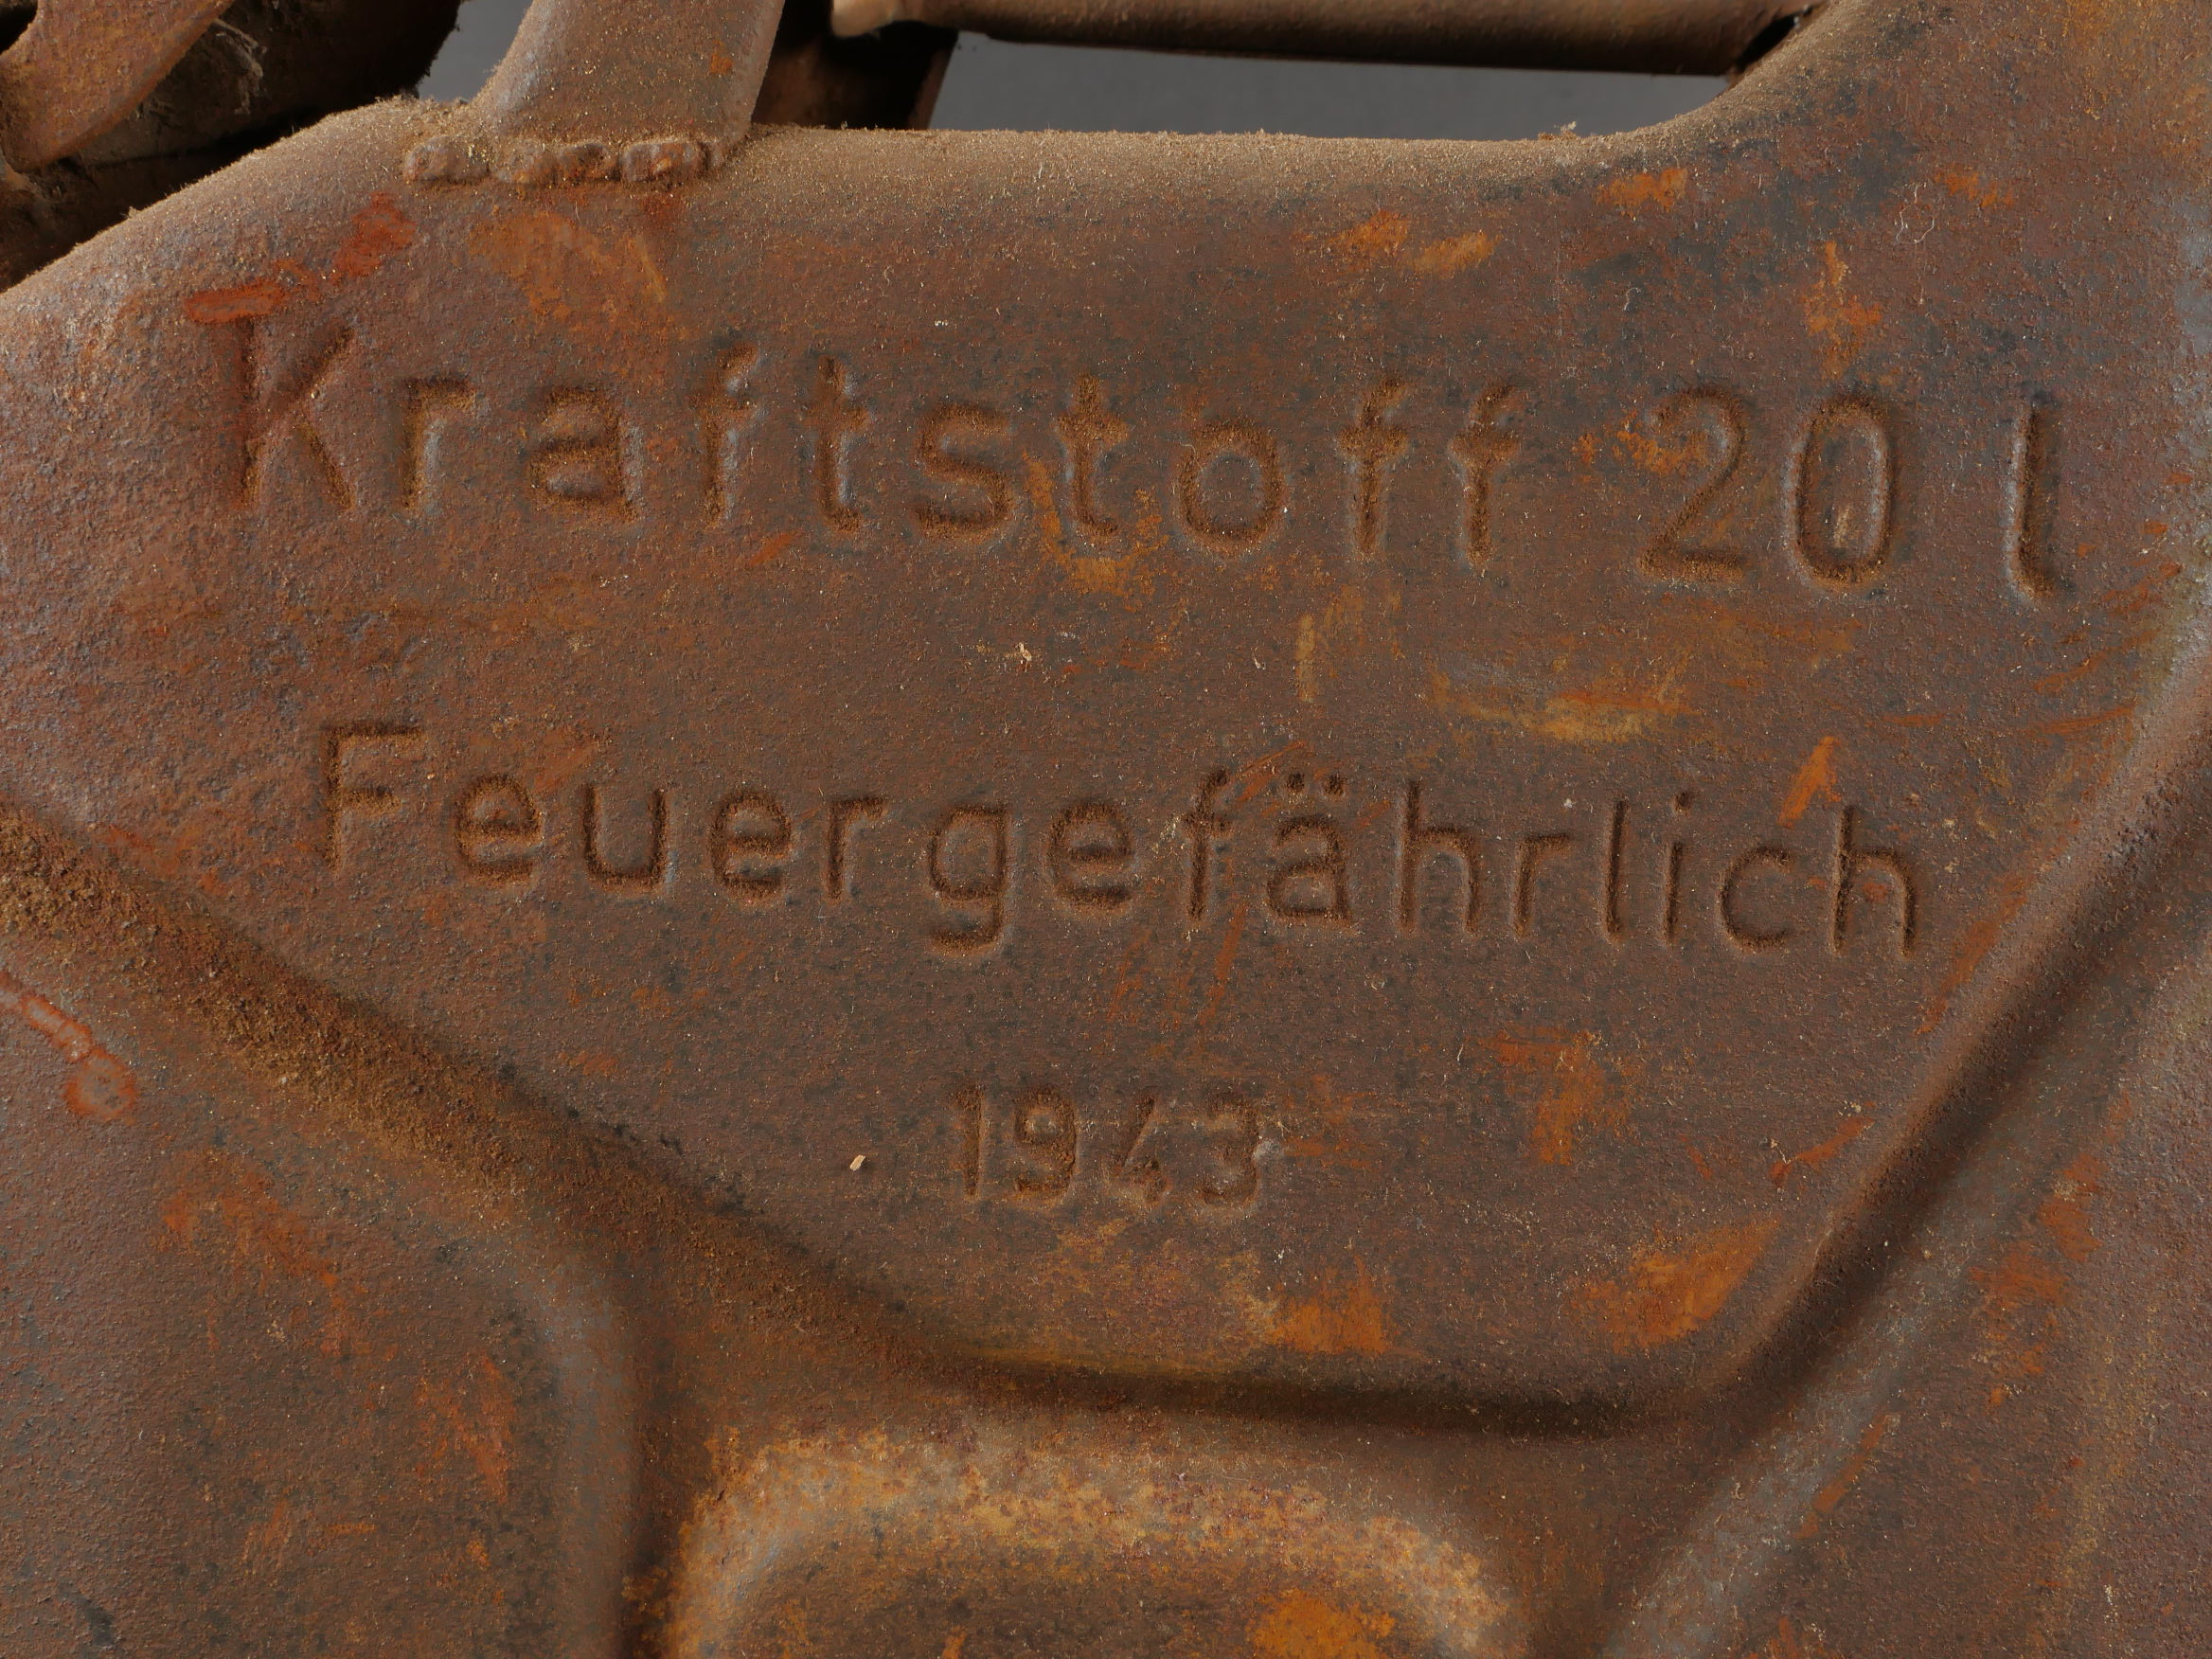 Kraftstoff 20 l
Feuergefährlich
1943